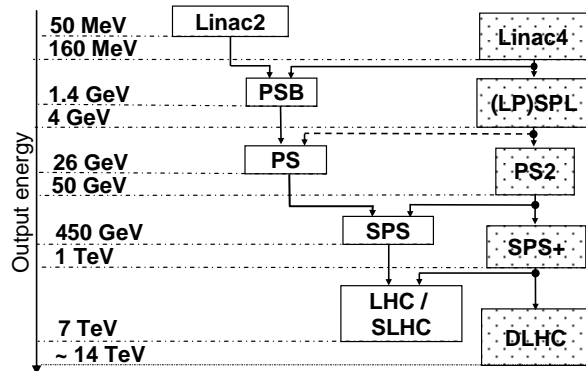 Output energy
50 MeV
Linac2
Linac4
160 MeV
PSB
(LP)SPL
1.4 GeV
4 GeV
PS
PS2
26 GeV
50 GeV
SPS
SPS+
450 GeV
1 TeV
LHC /
SLHC
DLHC
7 TeV
~ 14 TeV